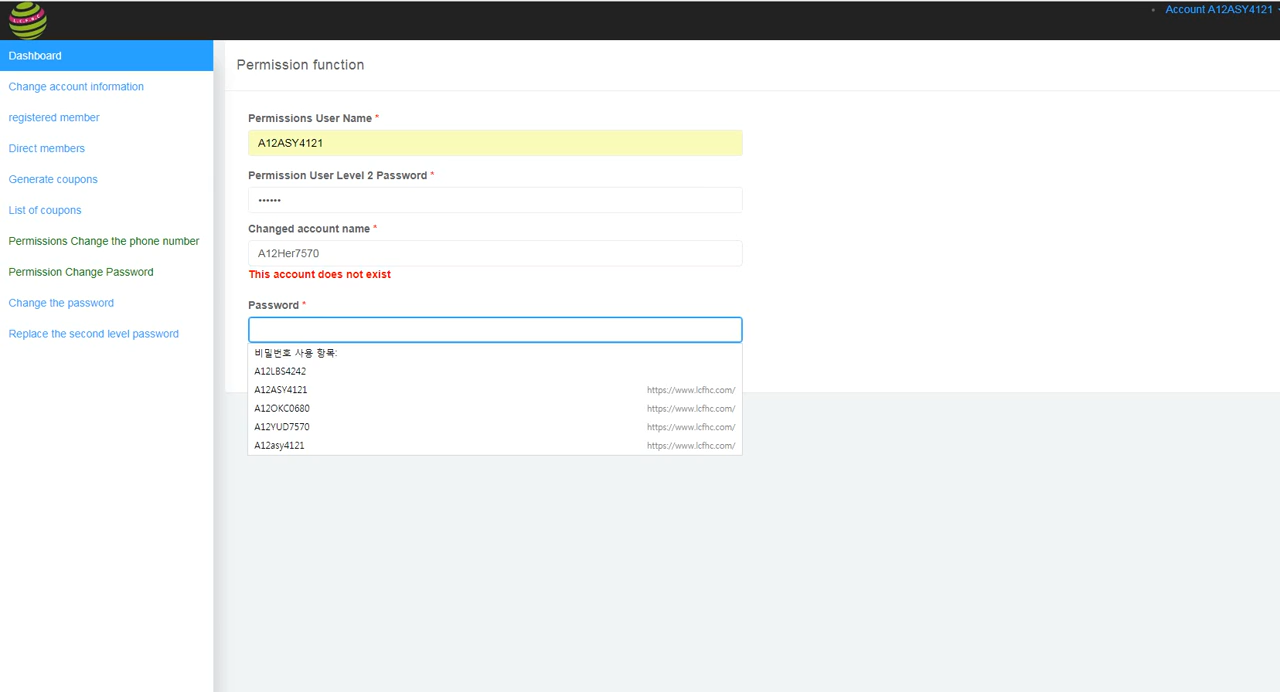 L.C.F.H.C
Account A12ASY4121
Dashboard
Change account information
registered member
Direct members
Generate coupons
List of coupons
Permissions Change the phone number
Permission Change Password
Change the password
Replace the second level password
Permission function
Permissions User Name *
A12ASY4121
Permission User Level 2 Password *
••••••
Changed account name *
A12Her7570
This account does not exist
Password *
비밀번호 사용 항목:
A12LBS4242
A12ASY4121 https://www.lcfhc.com/
A12OKC0680 https://www.lcfhc.com/
A12YUD7570 https://www.lcfhc.com/
A12asy4121 https://www.lcfhc.com/